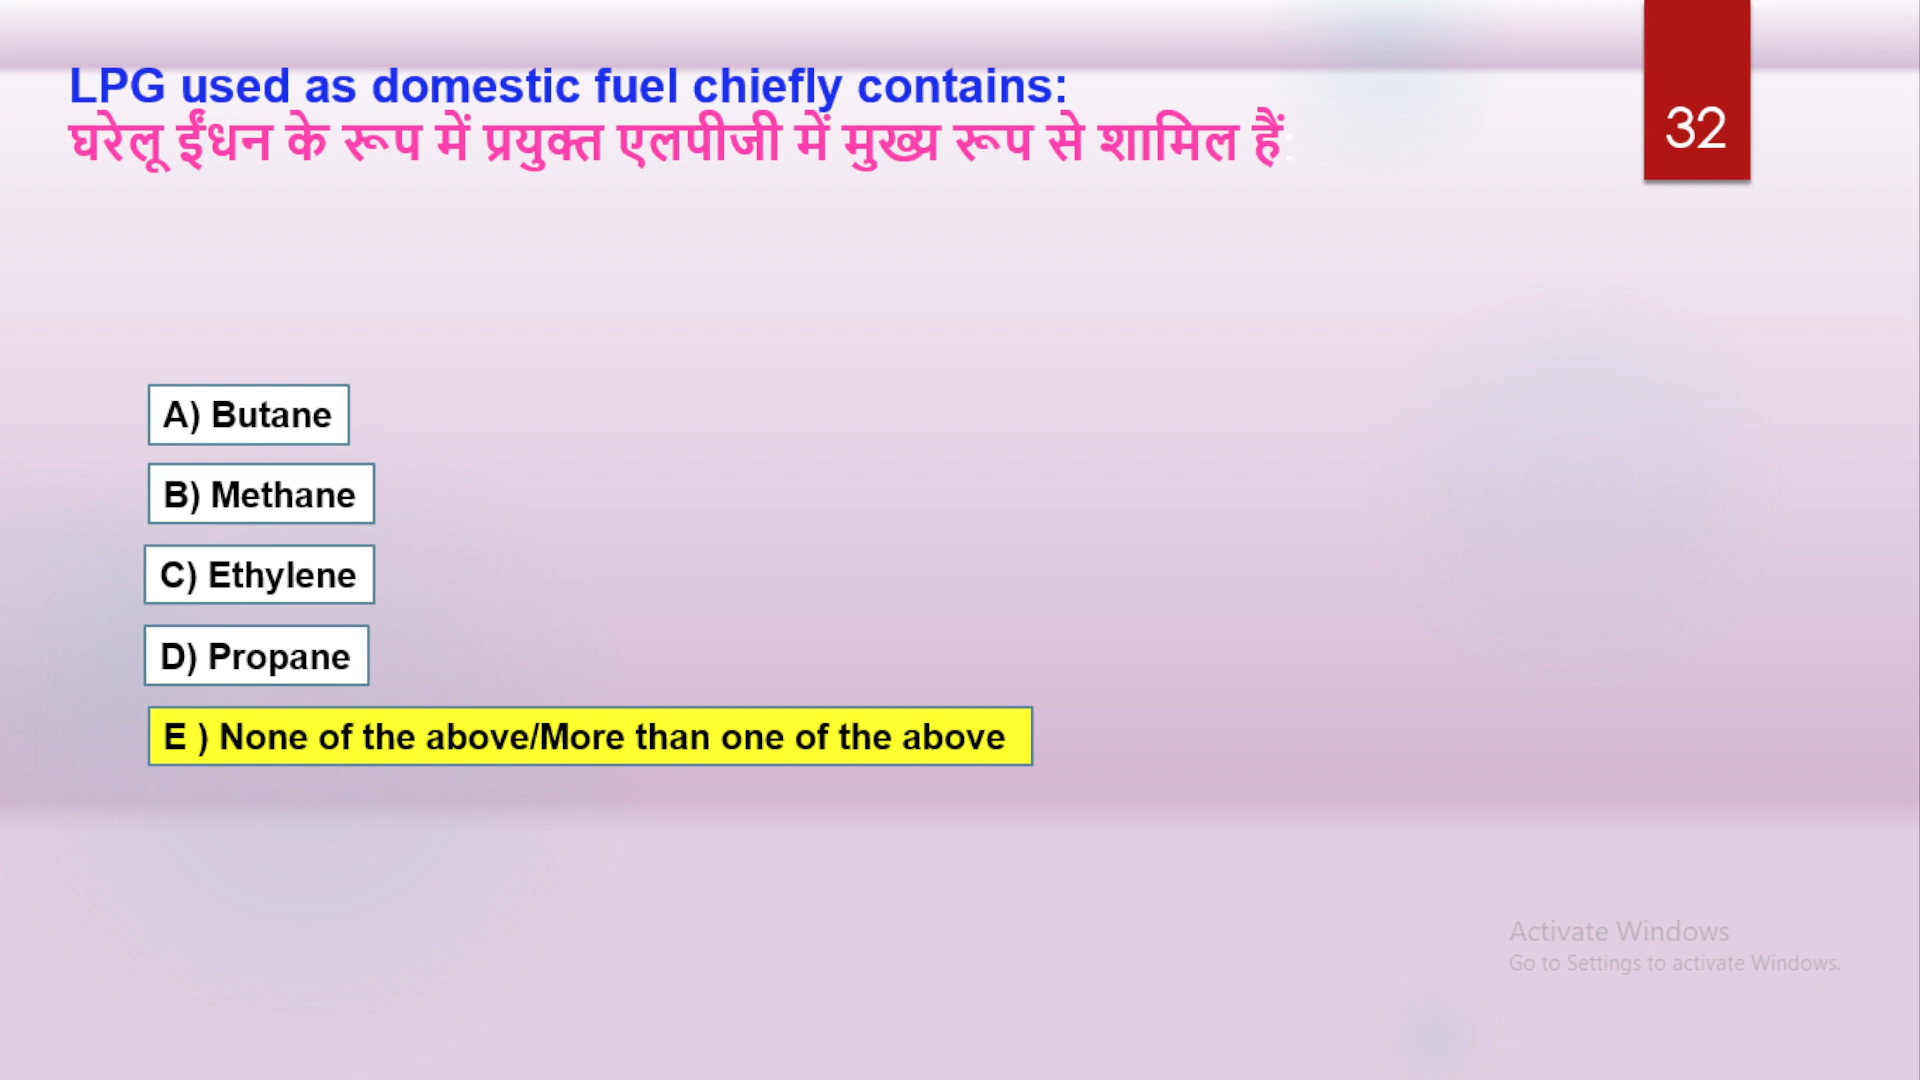 LPG used as domestic fuel chiefly contains:
घरेलू ईंधन के रूप में प्रयुक्त एलपीजी में मुख्य रूप से शामिल हैं:
32
A) Butane
B) Methane
C) Ethylene
D) Propane
E ) None of the above/More than one of the above
Activate Windows
Go to Settings to activate Windows.